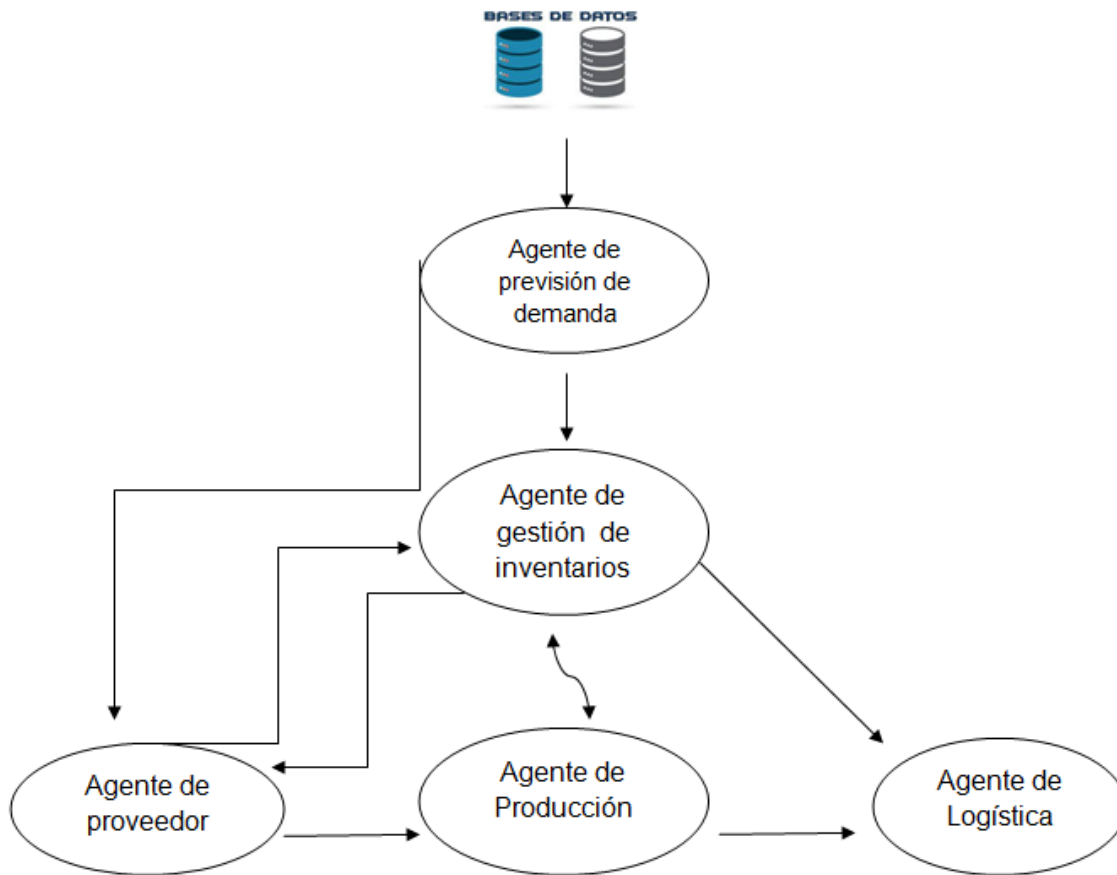 BASES DE DATOS
Agente de
previsión de
demanda
Agente de
gestión de
inventarios
Agente de
proveedor
Agente de
Producción
Agente de
Logística